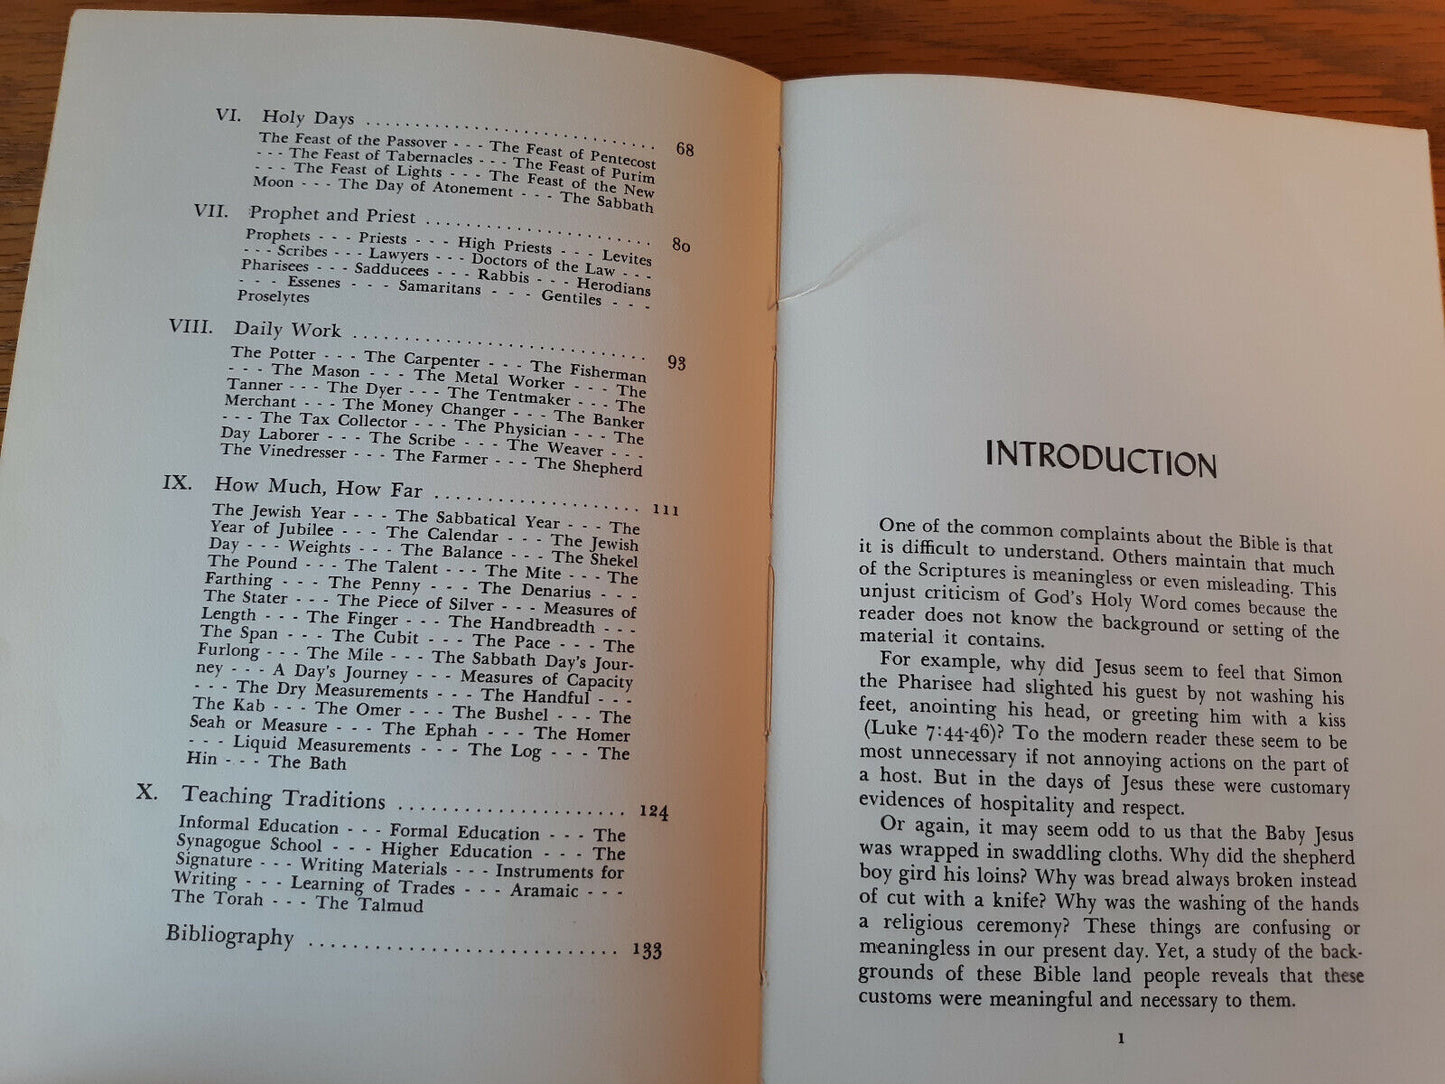 VI. Holy Days .............................. 68
The Feast of the Passover - - - The Feast of Pentecost
- - - The Feast of Tabernacles - - - The Feast of Purim
- - - The Feast of Lights - - - The Feast of the New
Moon - - - The Day of Atonement - - - The Sabbath
VII. Prophet and Priest ........................ 80
Prophets - - - Priests - - - High Priests - - - Levites
- - - Scribes - - - Lawyers - - - Doctors of the Law - - -
Pharisees - - - Sadducees - - - Rabbis - - - Herodians
- - - Essenes - - - Samaritans - - - Gentiles - - -
Proselytes
VIII. Daily Work .............................. 93
The Potter - - - The Carpenter - - - The Fisherman
- - - The Mason - - - The Metal Worker - - - The
Tanner - - - The Dyer - - - The Tentmaker - - - The
Merchant - - - The Money Changer - - - The Banker
- - - The Tax Collector - - - The Physician - - - The
Day Laborer - - - The Scribe - - - The Weaver - - -
The Vinedresser - - - The Farmer - - - The Shepherd
IX. How Much, How Far .................... 111
The Jewish Year - - - The Sabbatical Year - - - The
Year of Jubilee - - - The Calendar - - - The Jewish
Day - - - Weights - - - The Balance - - - The Shekel
The Pound - - - The Talent - - - The Mite - - - The
Farthing - - - The Penny - - - The Denarius - - -
The Stater - - - The Piece of Silver - - - Measures of
Length - - - The Finger - - - The Handbreadth - - -
The Span - - - The Cubit - - - The Pace - - - The
Furlong - - - The Mile - - - The Sabbath Day's Jour-
ney - - - A Day's Journey - - - Measures of Capacity
- - - The Dry Measurements - - - The Handful - - -
The Kab - - - The Omer - - - The Bushel - - - The
Seah or Measure - - - The Ephah - - - The Homer
- - - Liquid Measurements - - - The Log - - - The
Hin - - - The Bath
X. Teaching Traditions ...................... 124
Informal Education - - - Formal Education - - - The
Synagogue School - - - Higher Education - - - The
Signature - - - Writing Materials - - - Instruments for
Writing - - - Learning of Trades - - - Aramaic - - -
The Torah - - - The Talmud
Bibliography .............................. 133
INTRODUCTION
One of the common complaints about the Bible is that
it is difficult to understand. Others maintain that much
of the Scriptures is meaningless or even misleading. This
unjust criticism of God's Holy Word comes because the
reader does not know the background or setting of the
material it contains.
For example, why did Jesus seem to feel that Simon
the Pharisee had slighted his guest by not washing his
feet, anointing his head, or greeting him with a kiss
(Luke 7:44-46)? To the modern reader these seem to be
most unnecessary if not annoying actions on the part of
a host. But in the days of Jesus these were customary
evidences of hospitality and respect.
Or again, it may seem odd to us that the Baby Jesus
was wrapped in swaddling cloths. Why did the shepherd
boy gird his loins? Why was bread always broken instead
of cut with a knife? Why was the washing of the hands
a religious ceremony? These things are confusing or
meaningless in our present day. Yet, a study of the back-
grounds of these Bible land people reveals that these
customs were meaningful and necessary to them.
1